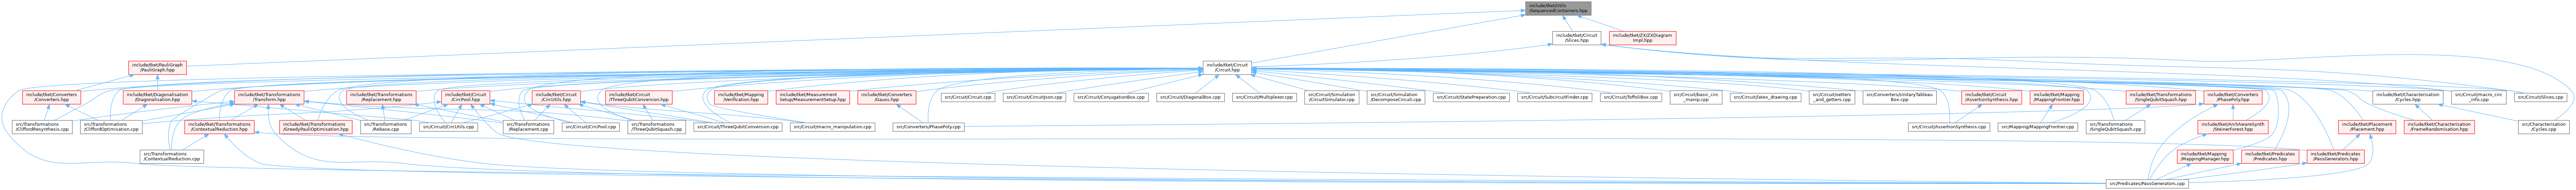 include/tket/Utils
/SequencedContainers.hpp
include/tket/Circuit
/Slices.hpp
include/tket/ZX/ZXDiagram
Impl.hpp
include/tket/PauliGraph
/PauliGraph.hpp
include/tket/Circuit
/Circuit.hpp
include/tket/Converters
/Converters.hpp
include/tket/Diagonalisation
/Diagonalisation.hpp
include/tket/Transformations
/Transform.hpp
include/tket/Transformations
/Replacement.hpp
include/tket/Circuit
/CircPool.hpp
include/tket/Circuit
/CircUtils.hpp
include/tket/Circuit
/ThreeQubitConversion.hpp
include/tket/Mapping
/Verification.hpp
include/tket/Measurement
Setup/MeasurementSetup.hpp
include/tket/Converters
/Gauss.hpp
src/Circuit/Circuit.cpp
src/Circuit/CircuitJson.cpp
src/Circuit/ConjugationBox.cpp
src/Circuit/DiagonalBox.cpp
src/Circuit/Multiplexor.cpp
src/Circuit/Simulation
/CircuitSimulator.cpp
src/Circuit/Simulation
/DecomposeCircuit.cpp
src/Circuit/StatePreparation.cpp
src/Circuit/SubcircuitFinder.cpp
src/Circuit/ToffoliBox.cpp
src/Circuit/basic_circ
_manip.cpp
src/Circuit/latex_drawing.cpp
src/Circuit/setters
_and_getters.cpp
src/Converters/UnitaryTableau
Box.cpp
include/tket/Circuit
/AssertionSynthesis.hpp
include/tket/Mapping
/MappingFrontier.hpp
include/tket/Transformations
/SingleQubitSquash.hpp
include/tket/Converters
/PhasePoly.hpp
include/tket/Characterisation
/Cycles.hpp
src/Circuit/macro_circ
_info.cpp
src/Circuit/Slices.cpp
src/Transformations
/CliffordResynthesis.cpp
src/Transformations
/CliffordOptimisation.cpp
include/tket/Transformations
/ContextualReduction.hpp
include/tket/Transformations
/GreedyPauliOptimisation.hpp
src/Transformations
/Rebase.cpp
src/Circuit/CircUtils.cpp
src/Transformations
/Replacement.cpp
src/Circuit/CircPool.cpp
src/Transformations
/ThreeQubitSquash.cpp
src/Circuit/ThreeQubitConversion.cpp
src/Circuit/macro_manipulation.cpp
src/Converters/PhasePoly.cpp
src/Circuit/AssertionSynthesis.cpp
src/Mapping/MappingFrontier.cpp
src/Transformations
/SingleQubitSquash.cpp
include/tket/ArchAwareSynth
/SteinerForest.hpp
include/tket/Placement
/Placement.hpp
include/tket/Characterisation
/FrameRandomisation.hpp
src/Characterisation
/Cycles.cpp
src/Transformations
/ContextualReduction.cpp
include/tket/Mapping
/MappingManager.hpp
include/tket/Predicates
/Predicates.hpp
include/tket/Predicates
/PassGenerators.hpp
src/Predicates/PassGenerators.cpp